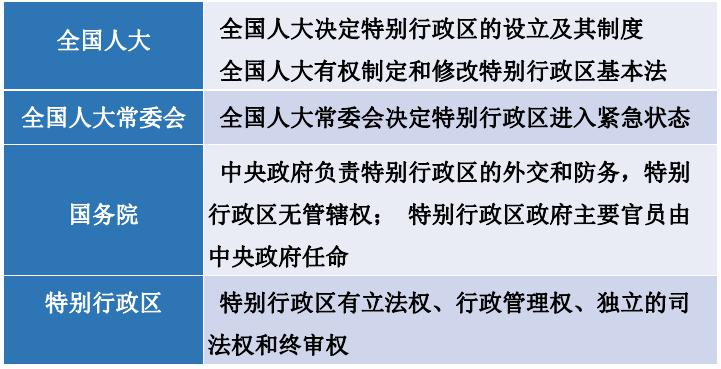 全国人大
全国人大决定特别行政区的设立及其制度
全国人大有权制定和修改特别行政区基本法
全国人大常委会
全国人大常委会决定特别行政区进入紧急状态
国务院
中央政府负责特别行政区的外交和防务，特别
行政区无管辖权； 特别行政区政府主要官员由
中央政府任命
特别行政区
特别行政区有立法权、行政管理权、独立的司
法权和终审权